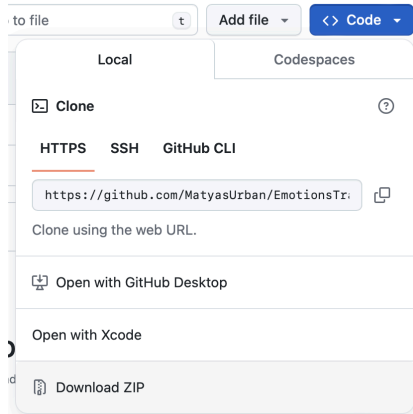 to file
t
Add file
<> Code
Local
Codespaces
Clone
HTTPS
SSH
GitHub CLI
https://github.com/MatyasUrban/EmotionsTra
Clone using the web URL.
Open with GitHub Desktop
Open with Xcode
Download ZIP